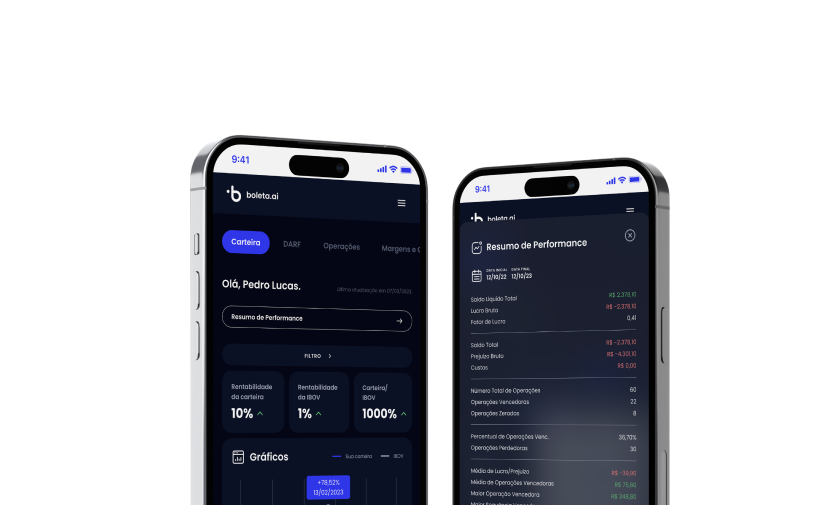 9:41
boleta.ai
Carteira DARF Operações Margens e C
Olá, Pedro Lucas.
Última atualização em 07/03/2023.
Resumo de Performance
FILTRO
Rentabilidade da carteira
10%
Rentabilidade da IBOV
1%
Carteira/ IBOV
1000%
Gráficos
Sua carteira IBOV
+78,52%
13/02/2023
9:41
boleta.ai
Resumo de Performance
DATA INICIAL DATA FINAL
12/10/22 12/10/23
Saldo Líquido Total R$ 2.378,10
Lucro Bruto R$ -2.378,10
Fator de Lucro 0,41
Saldo Total R$ -2.378,10
Prejuízo Bruto R$ -4.301,10
Custos R$ 0,00
Número Total de Operações 60
Operações Vencedoras 22
Operações Zeradas 8
Percentual de Operações Venc. 36,70%
Operações Perdedoras 30
Média de Lucro/Prejuízo R$ -39,90
Média de Operações Vencedoras R$ 75,60
Maior Operação Vencedora R$ 348,80